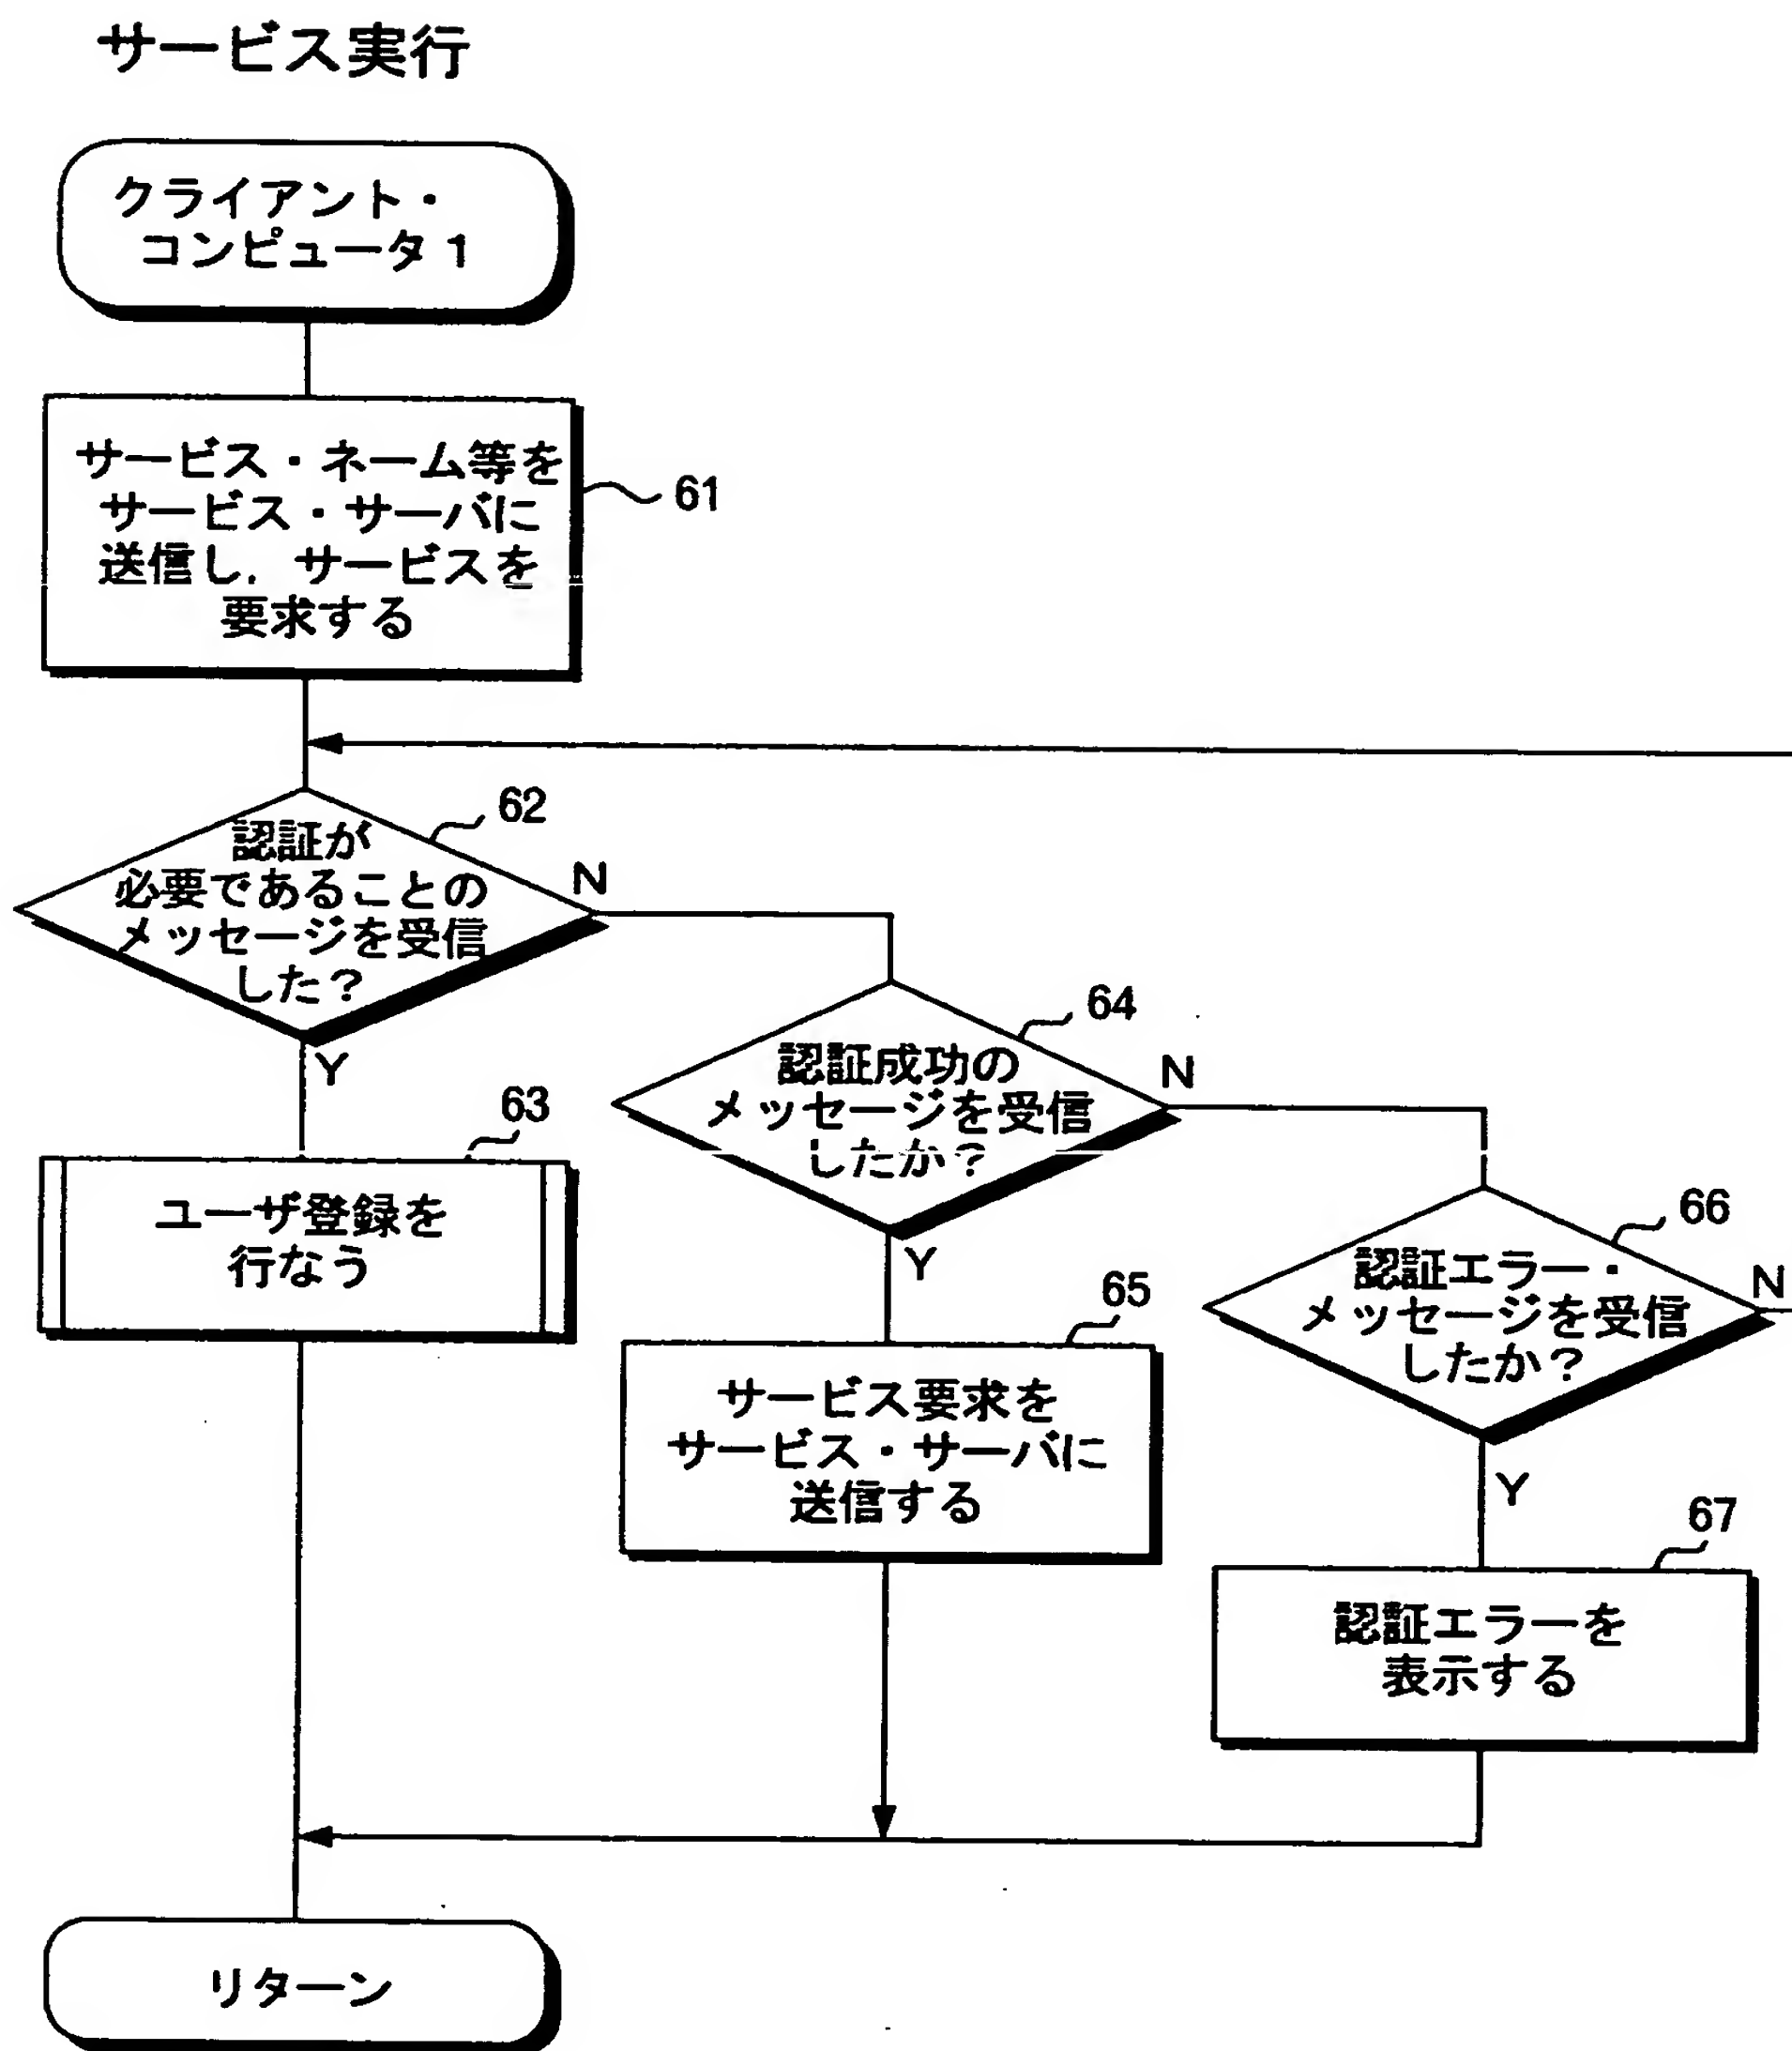 サービス実行
クライアント・
コンピュータ1
サービス・ネーム等を
サービス・サーバに
送信し,サービスを
要求する
61
62
認証が
必要であることの
メッセージを受信
した?
N
Y
63
ユーザ登録を
行なう
64
認証成功の
メッセージを受信
したか?
N
Y
65
サービス要求を
サービス・サーバに
送信する
66
認証エラー・
メッセージを受信
したか?
N
Y
67
認証エラーを
表示する
リターン